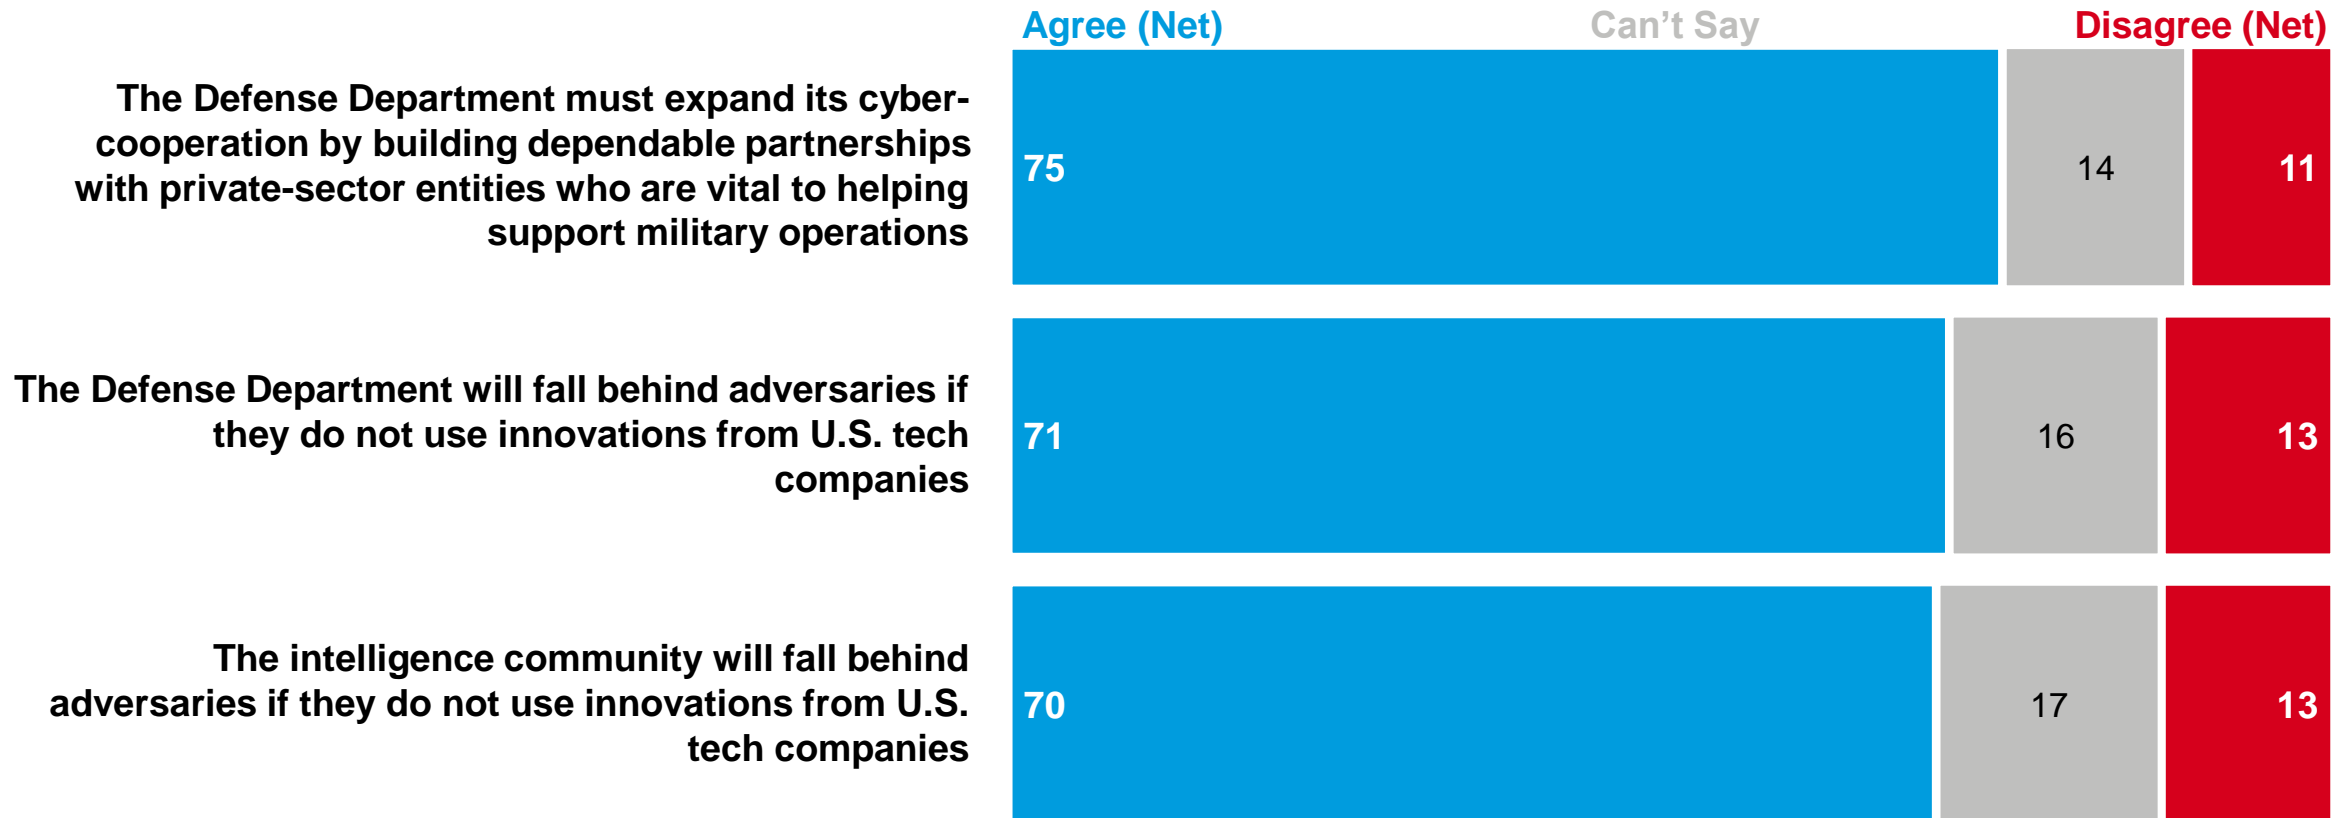 Agree (Net) Can’t Say Disagree (Net)
The Defense Department must expand its cyber-
cooperation by building dependable partnerships
with private-sector entities who are vital to helping
support military operations
75 14 11
The Defense Department will fall behind adversaries if
they do not use innovations from U.S. tech
companies
71 16 13
The intelligence community will fall behind
adversaries if they do not use innovations from U.S.
tech companies
70 17 13